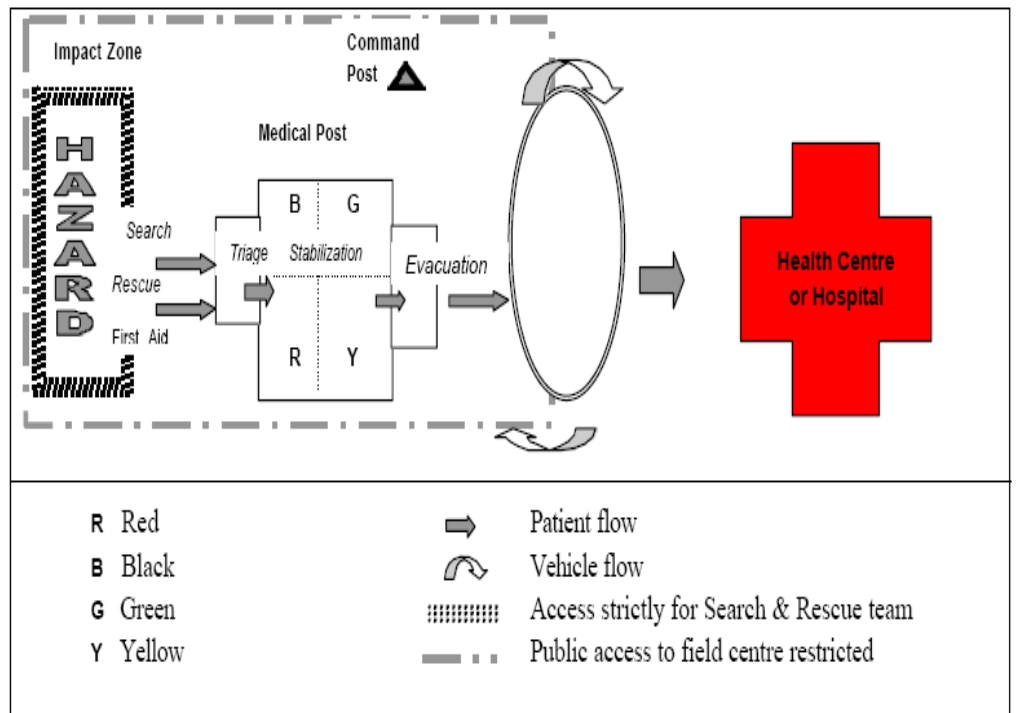 Impact Zone
Command
Post
Medical Post
HAZARD
Search
Rescue
First Aid
Triage
B G
Stabilization
R Y
Evacuation
Health Centre
or Hospital
R Red
B Black
G Green
Y Yellow
Patient flow
Vehicle flow
Access strictly for Search & Rescue team
Public access to field centre restricted